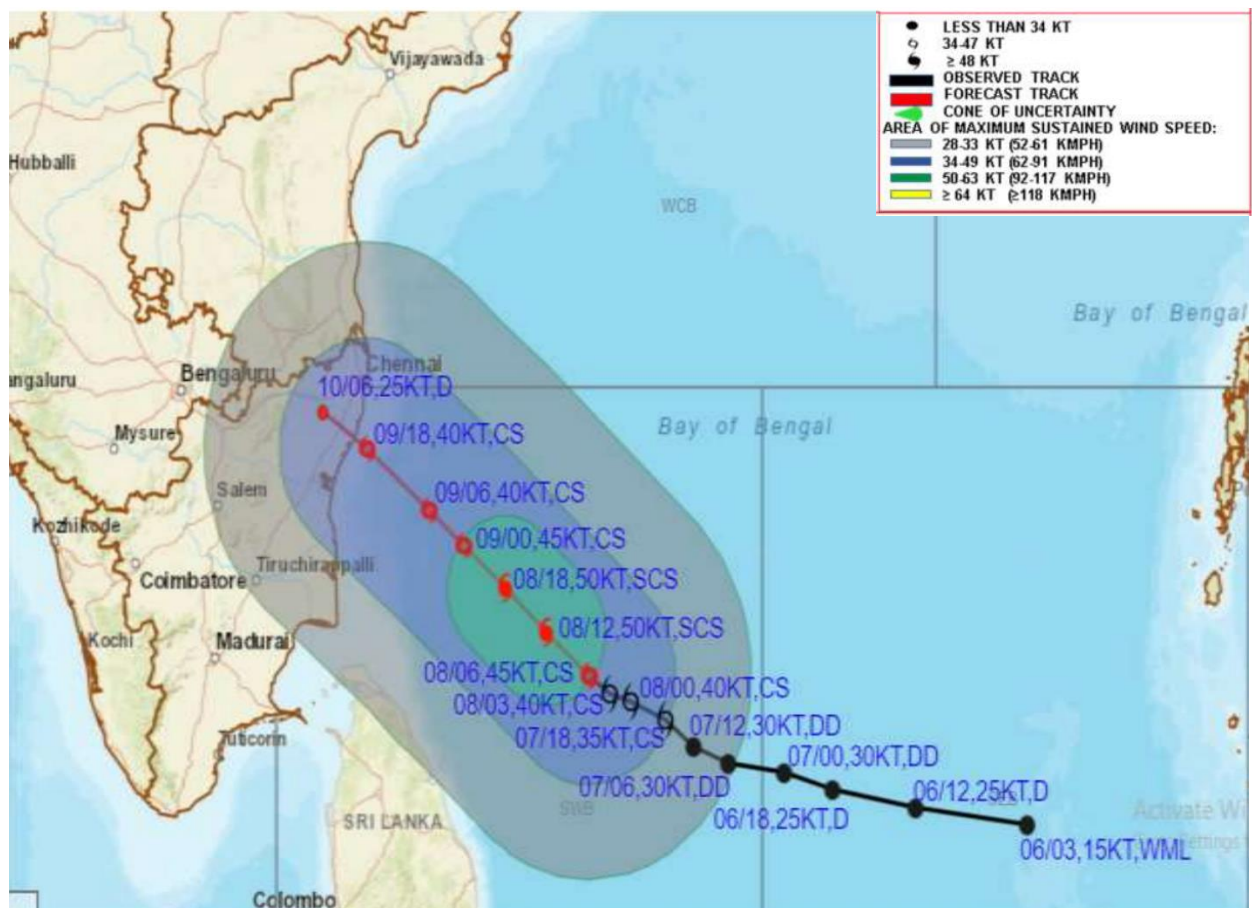 LESS THAN 34 KT
34-47 KT
≥ 48 KT
OBSERVED TRACK
FORECAST TRACK
CONE OF UNCERTAINTY
AREA OF MAXIMUM SUSTAINED WIND SPEED:
28-33 KT (52-61 KMPH)
34-49 KT (62-91 KMPH)
50-63 KT (92-117 KMPH)
≥ 64 KT (≥118 KMPH)
Vijayawada
Hubballi
WCB
Bay of Bengal
Chennai
Bengaluru
angaluru
10/06,25KT,D
Bay of Bengal
Mysure
09/18,40KT,CS
Salem
09/06,40KT,CS
Kozhikode
09/00,45KT,CS
Coimbatore
Tiruchirappalli
08/18,50KT,SCS
Kochi
Madurai
08/12,50KT,SCS
08/06,45KT,CS
08/00,40KT,CS
08/03,40KT,CS
07/12,30KT,DD
07/18,35KT,CS
Tuticorin
07/00,30KT,DD
07/06,30KT,DD
06/12,25KT,D
SWB
06/18,25KT,D
Activate Wi
SRI LANKA
06/03,15KT,WML
Colombo